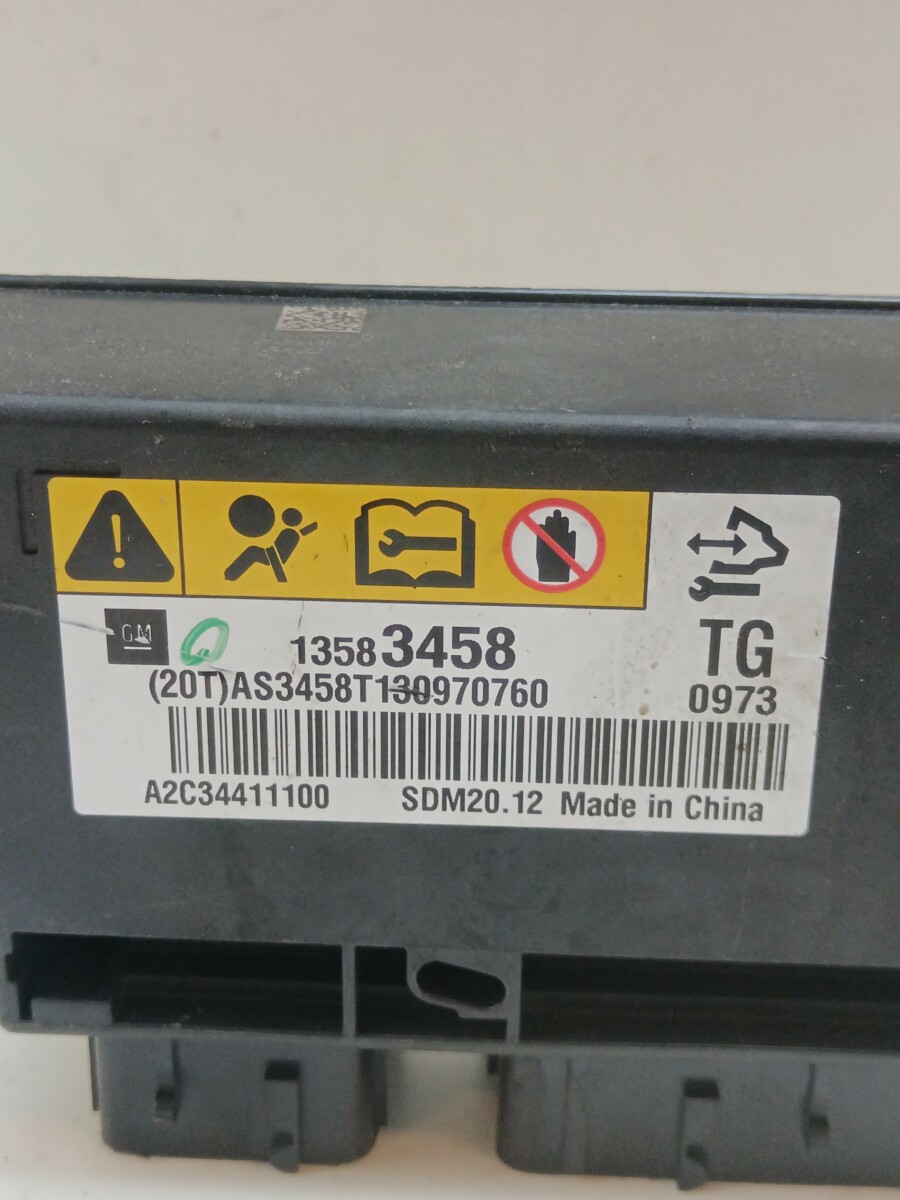 GM
13583458
TG
(20T)AS3458T130970760
0973
A2C34411100 SDM20.12 Made in China